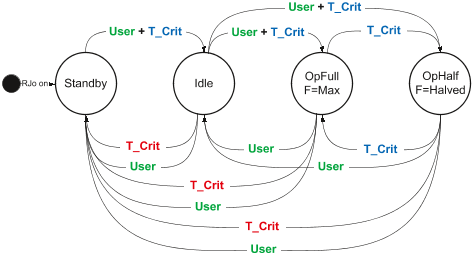 User + T_Crit
User + T_Crit
User + T_Crit
T_Crit
RJo on
Standby
Idle
OpFull
F=Max
OpHalf
F=Halved
T_Crit
User
T_Crit
User
User
T_Crit
User
T_Crit
User